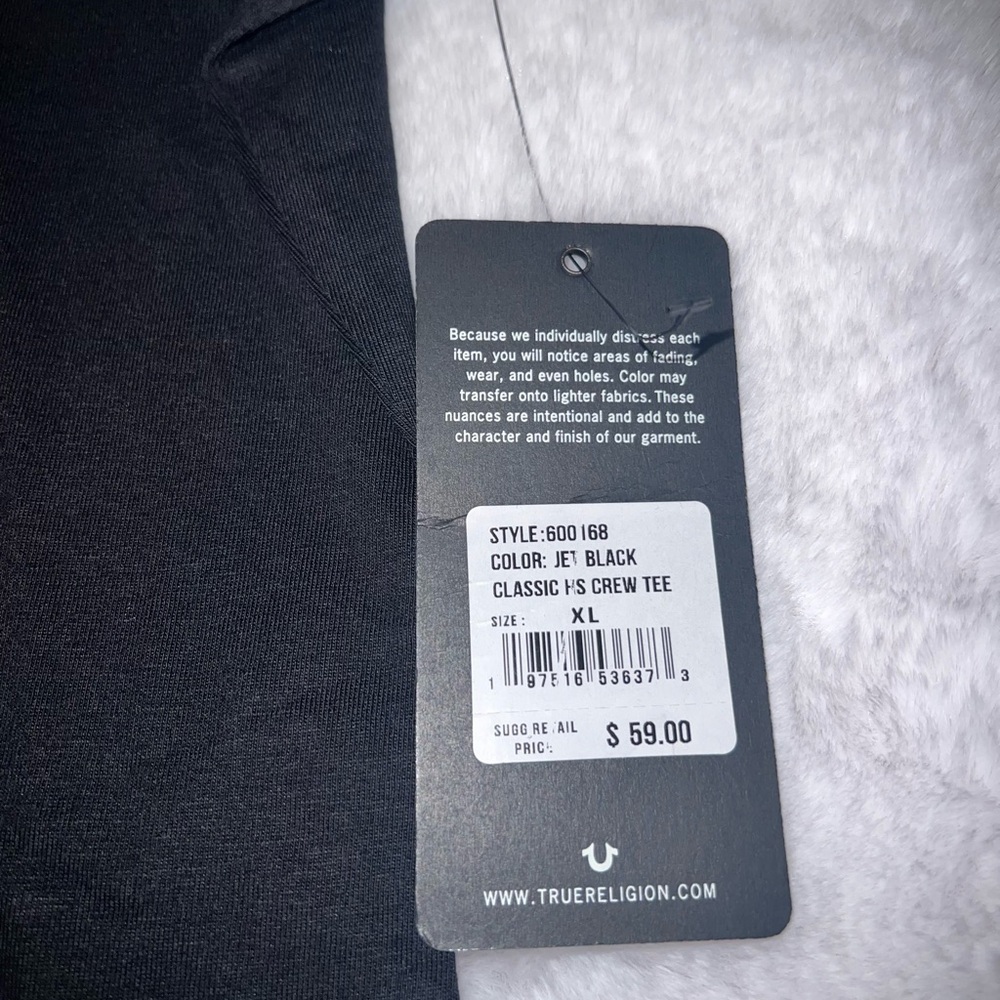 Because we individually distress each
item, you will notice areas of fading,
wear, and even holes. Color may
transfer onto lighter fabrics. These
nuances are intentional and add to the
character and finish of our garment.
STYLE:600168
COLOR: JET BLACK
CLASSIC HS CREW TEE
SIZE: XL
1 97516 53637 3
SUGG RETAIL
PRICE $ 59.00
WWW.TRUERELIGION.COM